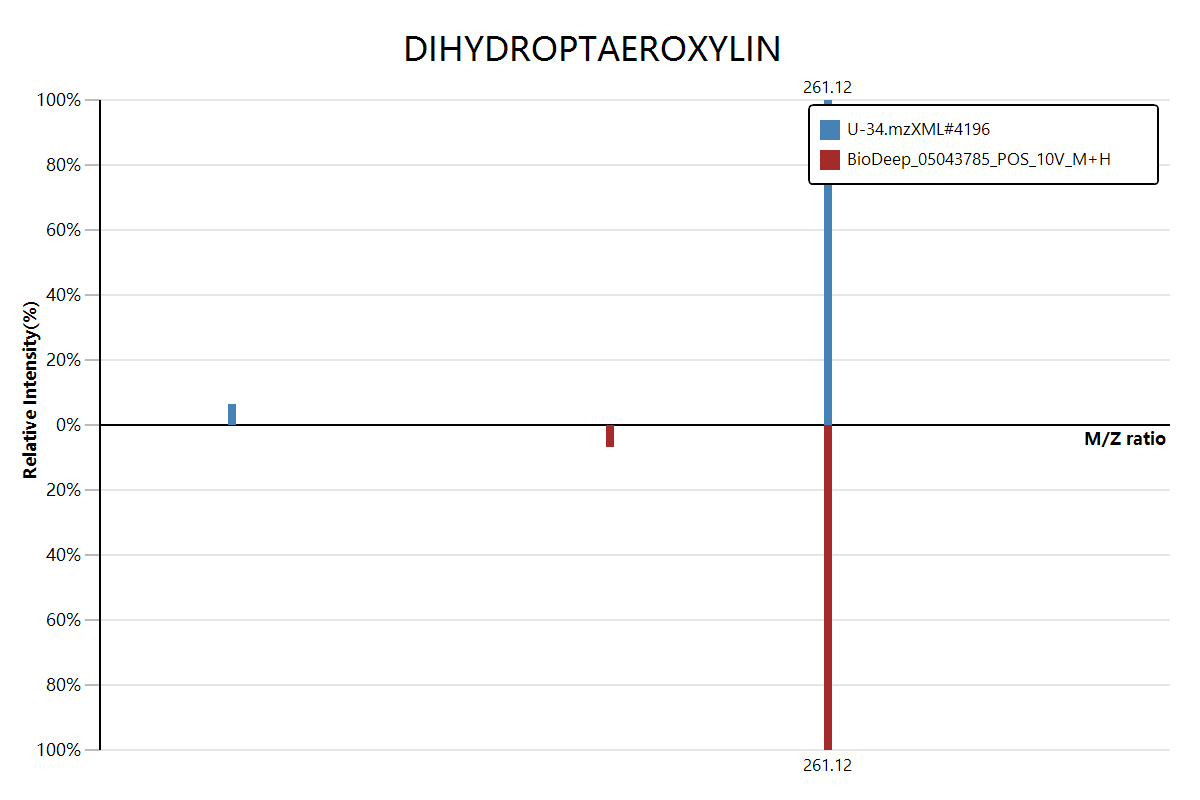 DIHYDROPTAEROXYLIN
261.12
U-34.mzXML#4196
BioDeep_05043785_POS_10V_M+H
100%
80%
60%
40%
20%
0%
20%
40%
60%
80%
100%
Relative Intensity(%)
M/Z ratio
261.12